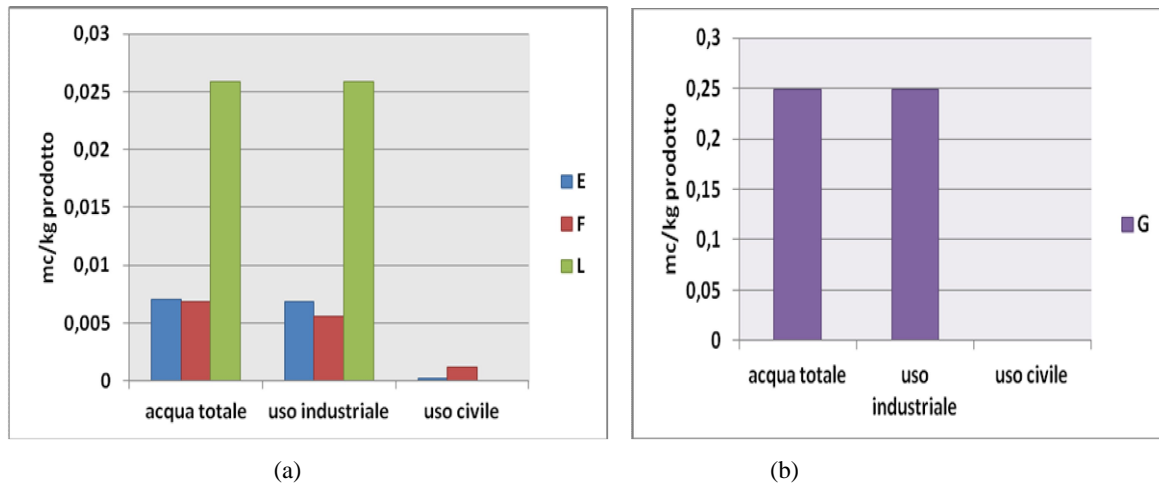 0,03
0,025
0,02
0,015
0,01
0,005
0
mc/kg prodotto
acqua totale
uso industriale
uso civile
E
F
L
(a)
0,3
0,25
0,2
0,15
0,1
0,05
0
mc/kg prodotto
acqua totale
uso
industriale
uso civile
G
(b)